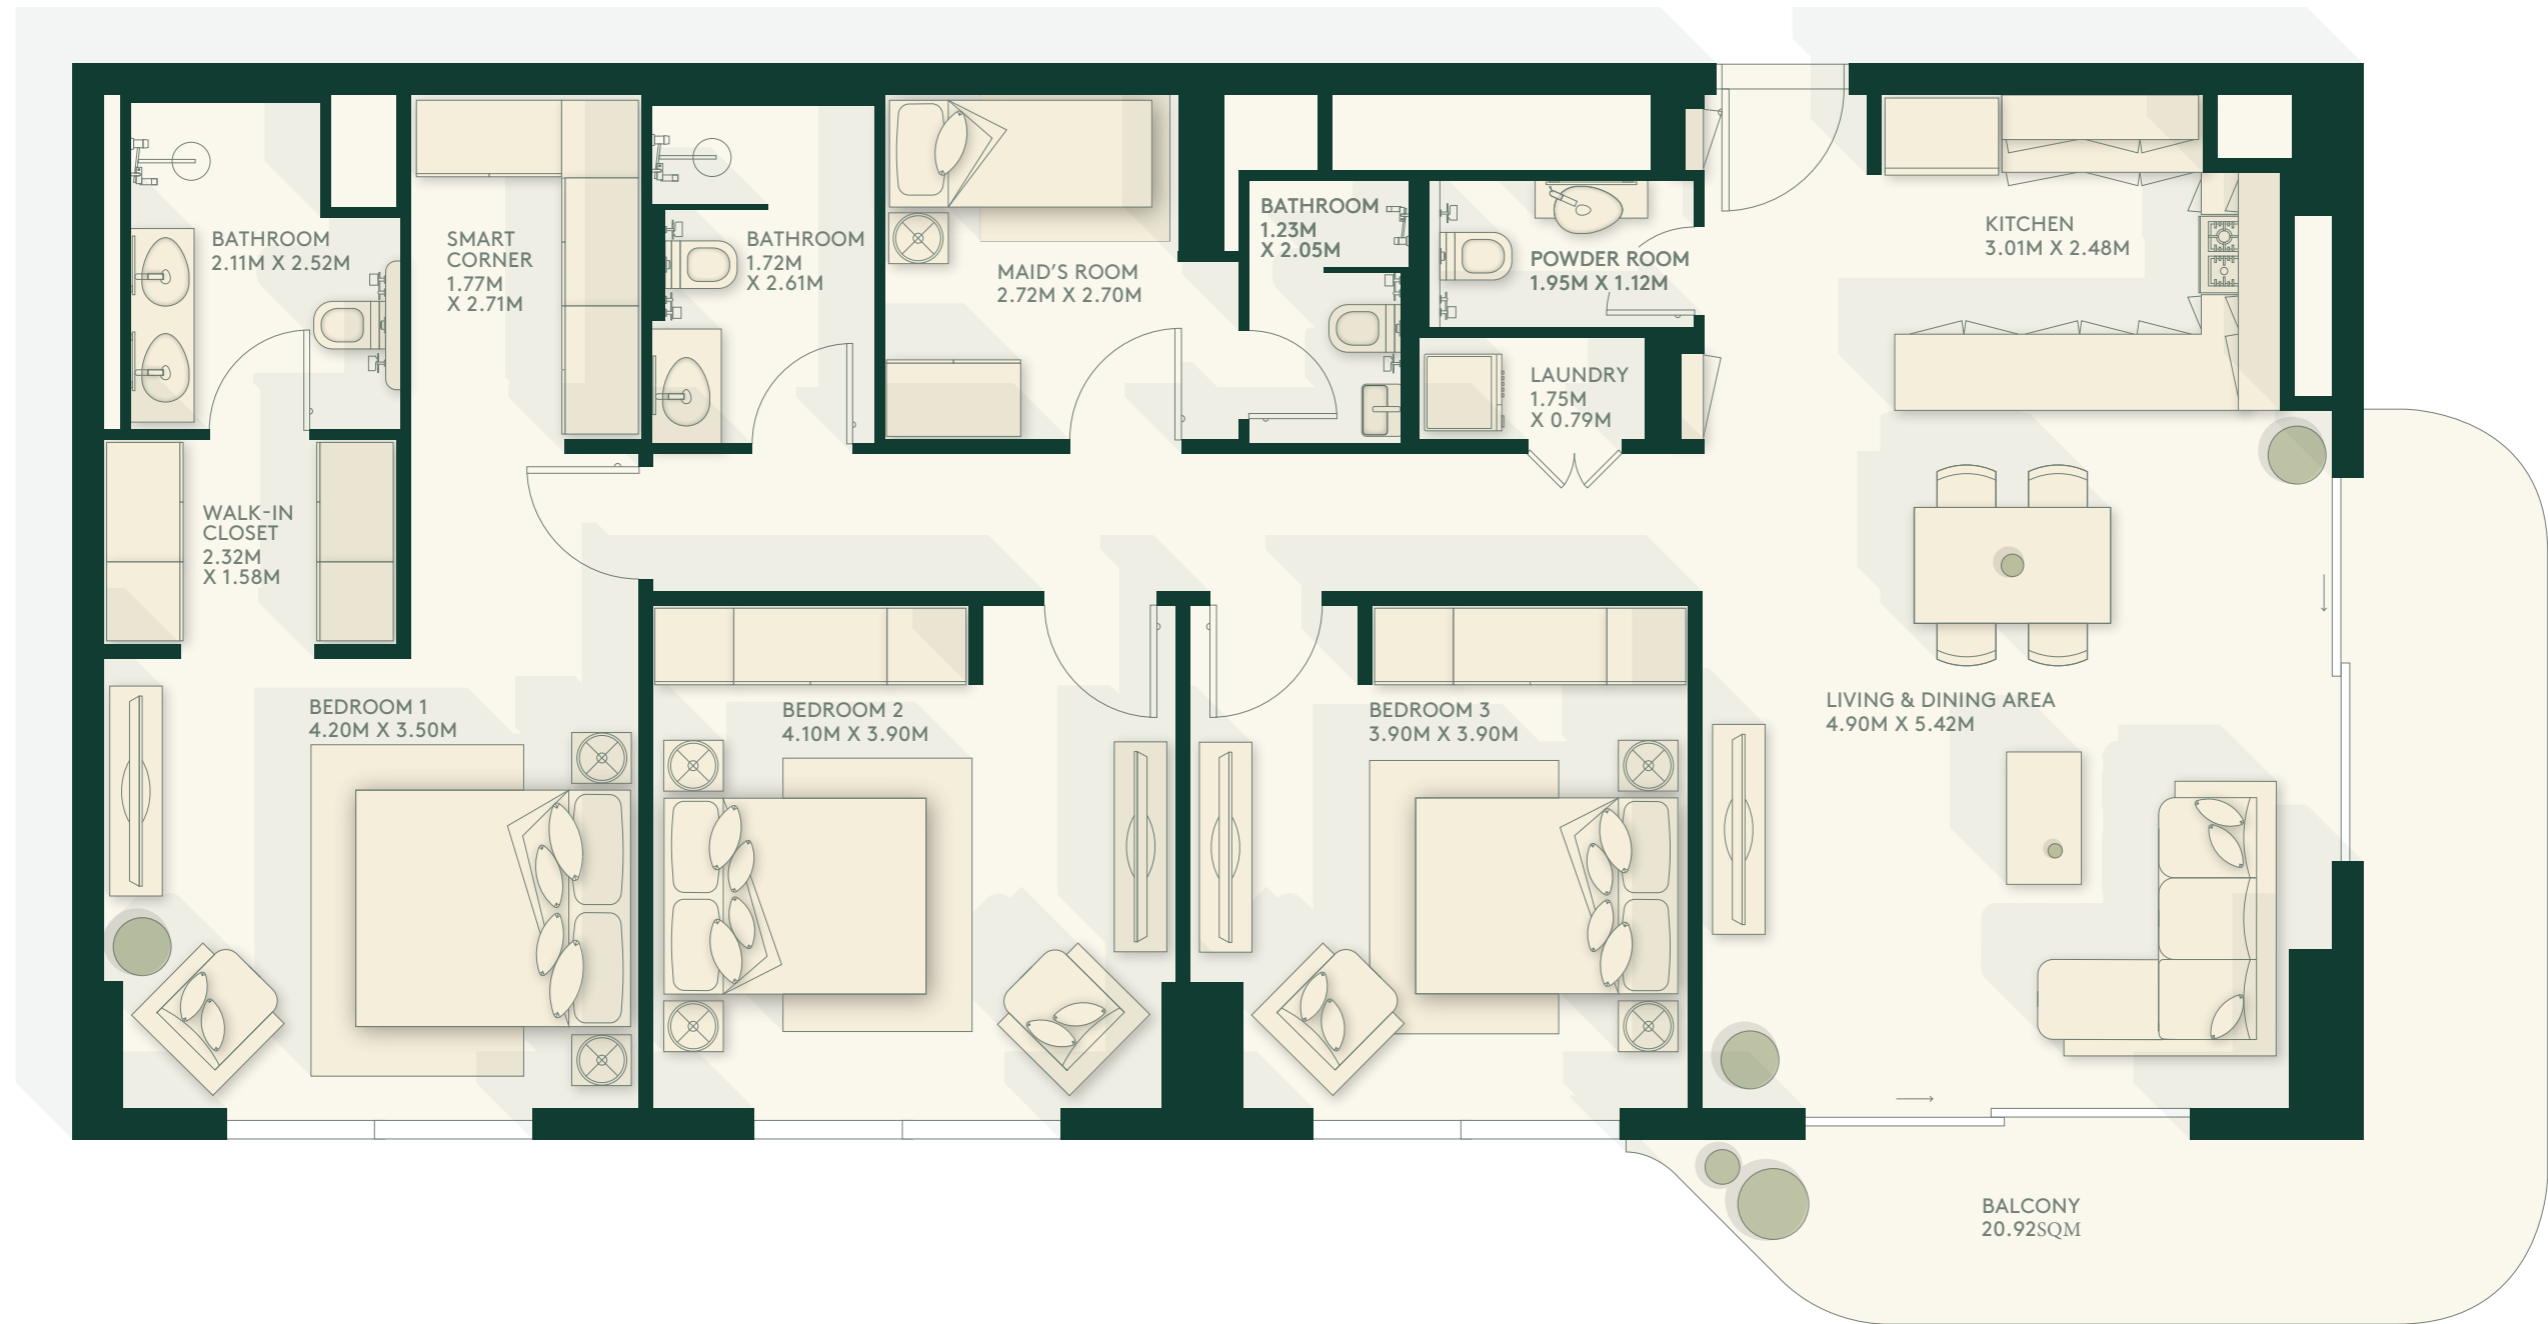 BATHROOM
2.11M X 2.52M
SMART
CORNER
1.77M
X 2.71M
BATHROOM
1.72M
X 2.61M
MAID'S ROOM
2.72M X 2.70M
BATHROOM
1.23M
X 2.05M
POWDER ROOM
1.95M X 1.12M
KITCHEN
3.01M X 2.48M
LAUNDRY
1.75M
X 0.79M
WALK-IN
CLOSET
2.32M
X 1.58M
BEDROOM 1
4.20M X 3.50M
BEDROOM 2
4.10M X 3.90M
BEDROOM 3
3.90M X 3.90M
LIVING & DINING AREA
4.90M X 5.42M
BALCONY
20.92SQM